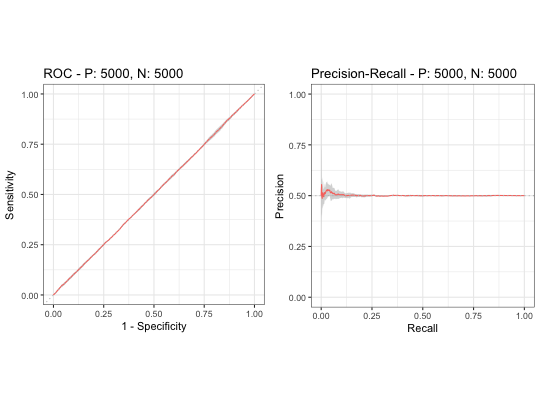 ROC - P: 5000, N: 5000
1.00
0.75
0.50
0.25
0.00
Sensitivity
0.00 0.25 0.50 0.75 1.00
1 - Specificity
Precision-Recall - P: 5000, N: 5000
1.00
0.75
0.50
0.25
0.00
Precision
0.00 0.25 0.50 0.75 1.00
Recall